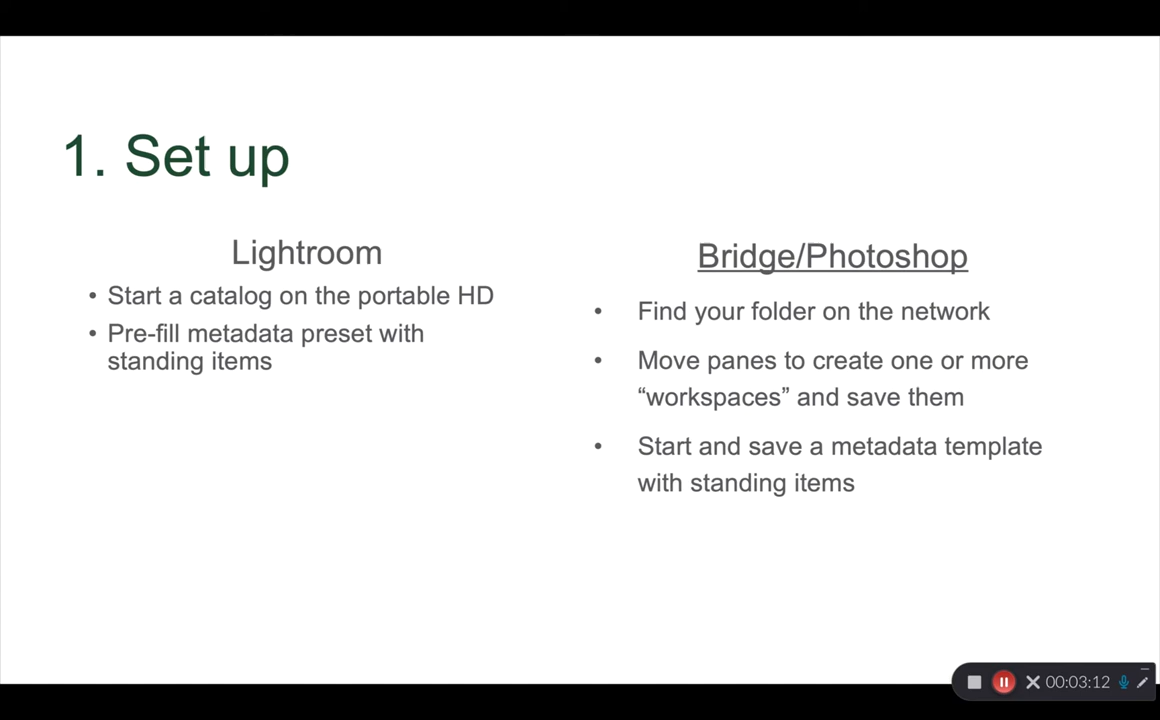 1. Set up
Lightroom
• Start a catalog on the portable HD
• Pre-fill metadata preset with
standing items
Bridge/Photoshop
• Find your folder on the network
• Move panes to create one or more
“workspaces” and save them
• Start and save a metadata template
with standing items
00:03:12